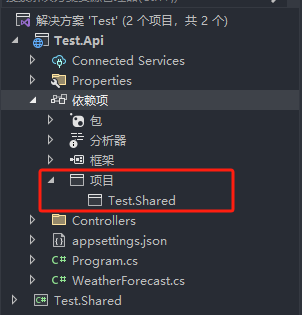 解决方案 'Test' (2 个项目，共 2 个)
Test.Api
Connected Services
Properties
依赖项
包
分析器
框架
项目
Test.Shared
Controllers
appsettings.json
C# Program.cs
C# WeatherForecast.cs
C# Test.Shared